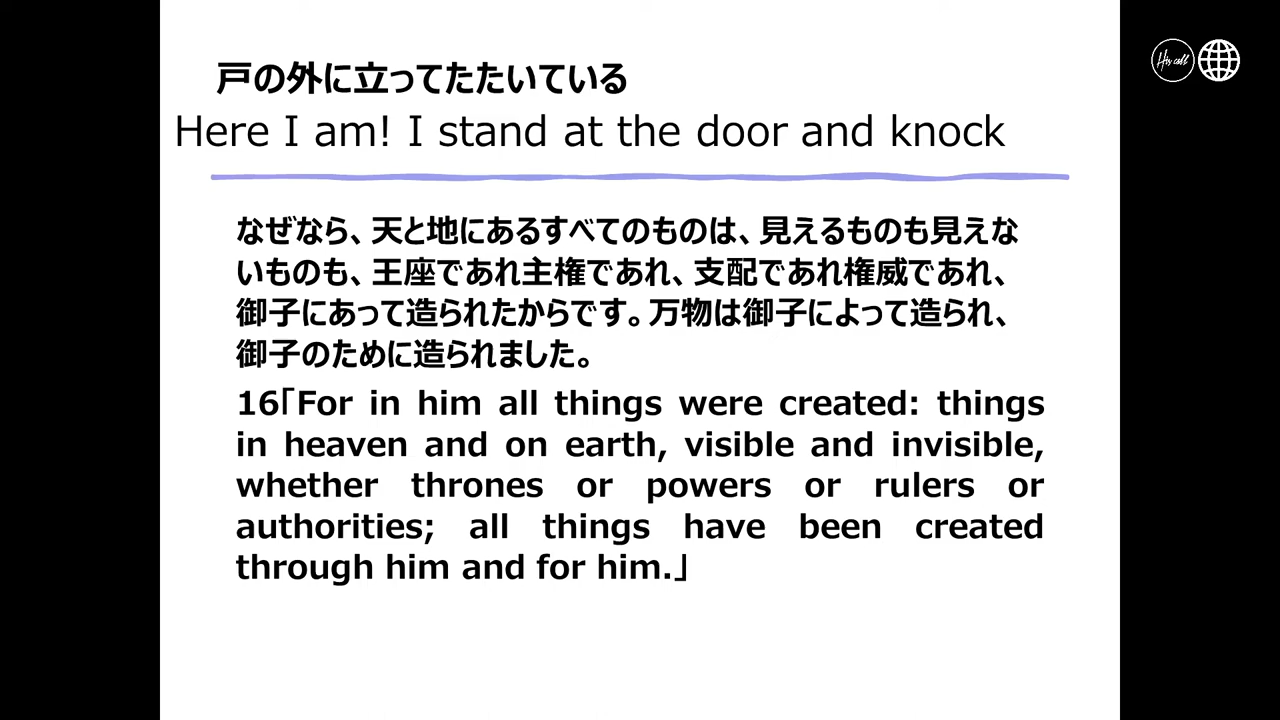 戸の外に立ってたたいている
Here I am! I stand at the door and knock
なぜなら、天と地にあるすべてのものは、見えるものも見えな
いものも、王座であれ主権であれ、支配であれ権威であれ、
御子にあって造られたからです。万物は御子によって造られ、
御子のために造られました。
16「For in him all things were created: things
in heaven and on earth, visible and invisible,
whether thrones or powers or rulers or
authorities; all things have been created
through him and for him.」
His call